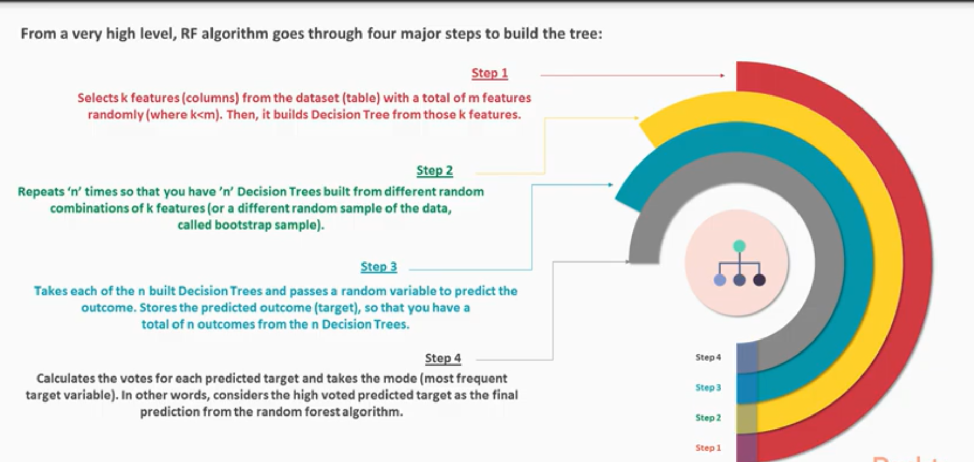 From a very high level, RF algorithm goes through four major steps to build the tree:
Step 1
Selects k features (columns) from the dataset (table) with a total of m features
randomly (where k<m). Then, it builds Decision Tree from those k features.
Step 2
Repeats ‘n’ times so that you have ‘n’ Decision Trees built from different random
combinations of k features (or a different random sample of the data,
called bootstrap sample).
Step 3
Takes each of the n built Decision Trees and passes a random variable to predict the
outcome. Stores the predicted outcome (target), so that you have a
total of n outcomes from the n Decision Trees.
Step 4
Calculates the votes for each predicted target and takes the mode (most frequent
target variable). In other words, considers the high voted predicted target as the final
prediction from the random forest algorithm.
Step 4
Step 3
Step 2
Step 1